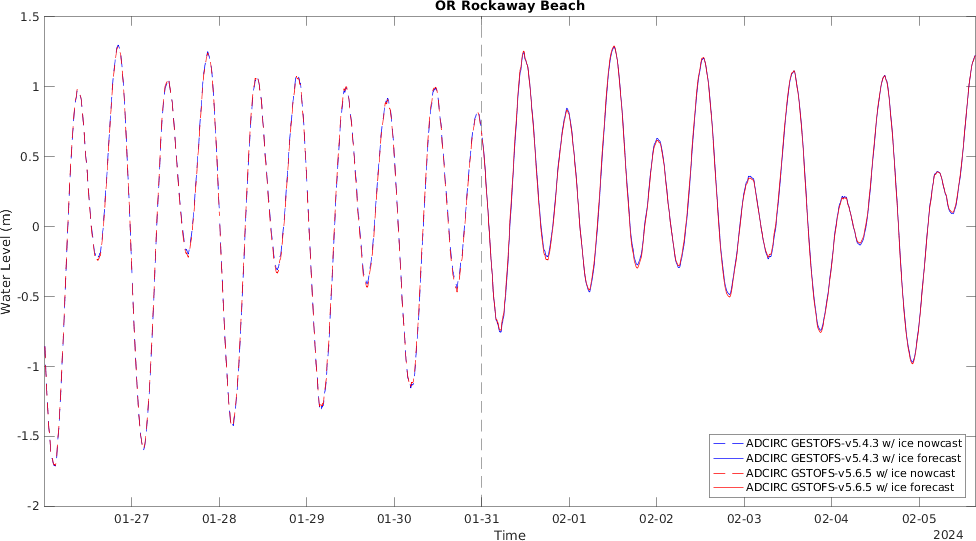 OR Rockaway Beach
1.5
1
0.5
0
-0.5
-1
-1.5
-2
Water Level (m)
01-27 01-28 01-29 01-30 01-31 02-01 02-02 02-03 02-04 02-05
Time
2024
ADCIRC GESTOFS-v5.4.3 w/ ice nowcast
ADCIRC GESTOFS-v5.4.3 w/ ice forecast
ADCIRC GSTOFS-v5.6.5 w/ ice nowcast
ADCIRC GSTOFS-v5.6.5 w/ ice forecast